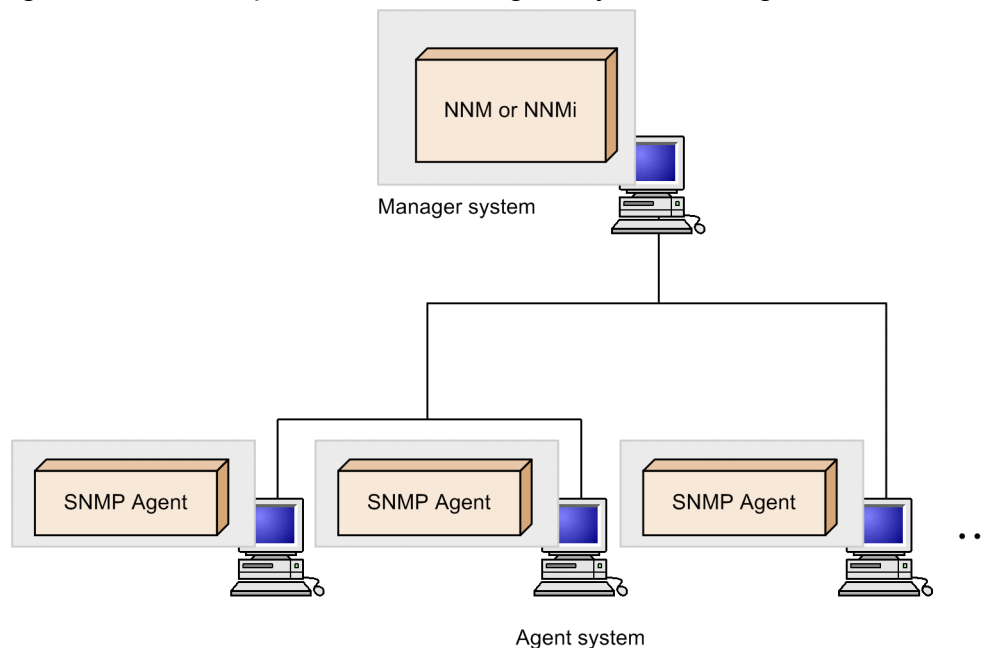 NNM or NNMi
Manager system
SNMP Agent
SNMP Agent
SNMP Agent
..
Agent system